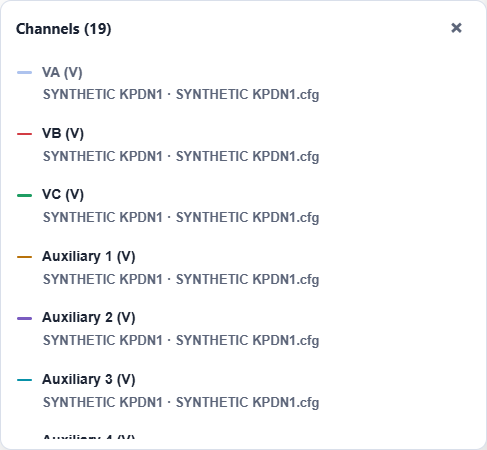 Channels (19)
VA (V)
SYNTHETIC KPDN1 · SYNTHETIC KPDN1.cfg
VB (V)
SYNTHETIC KPDN1 · SYNTHETIC KPDN1.cfg
VC (V)
SYNTHETIC KPDN1 · SYNTHETIC KPDN1.cfg
Auxiliary 1 (V)
SYNTHETIC KPDN1 · SYNTHETIC KPDN1.cfg
Auxiliary 2 (V)
SYNTHETIC KPDN1 · SYNTHETIC KPDN1.cfg
Auxiliary 3 (V)
SYNTHETIC KPDN1 · SYNTHETIC KPDN1.cfg
Auxiliary 4 (V)